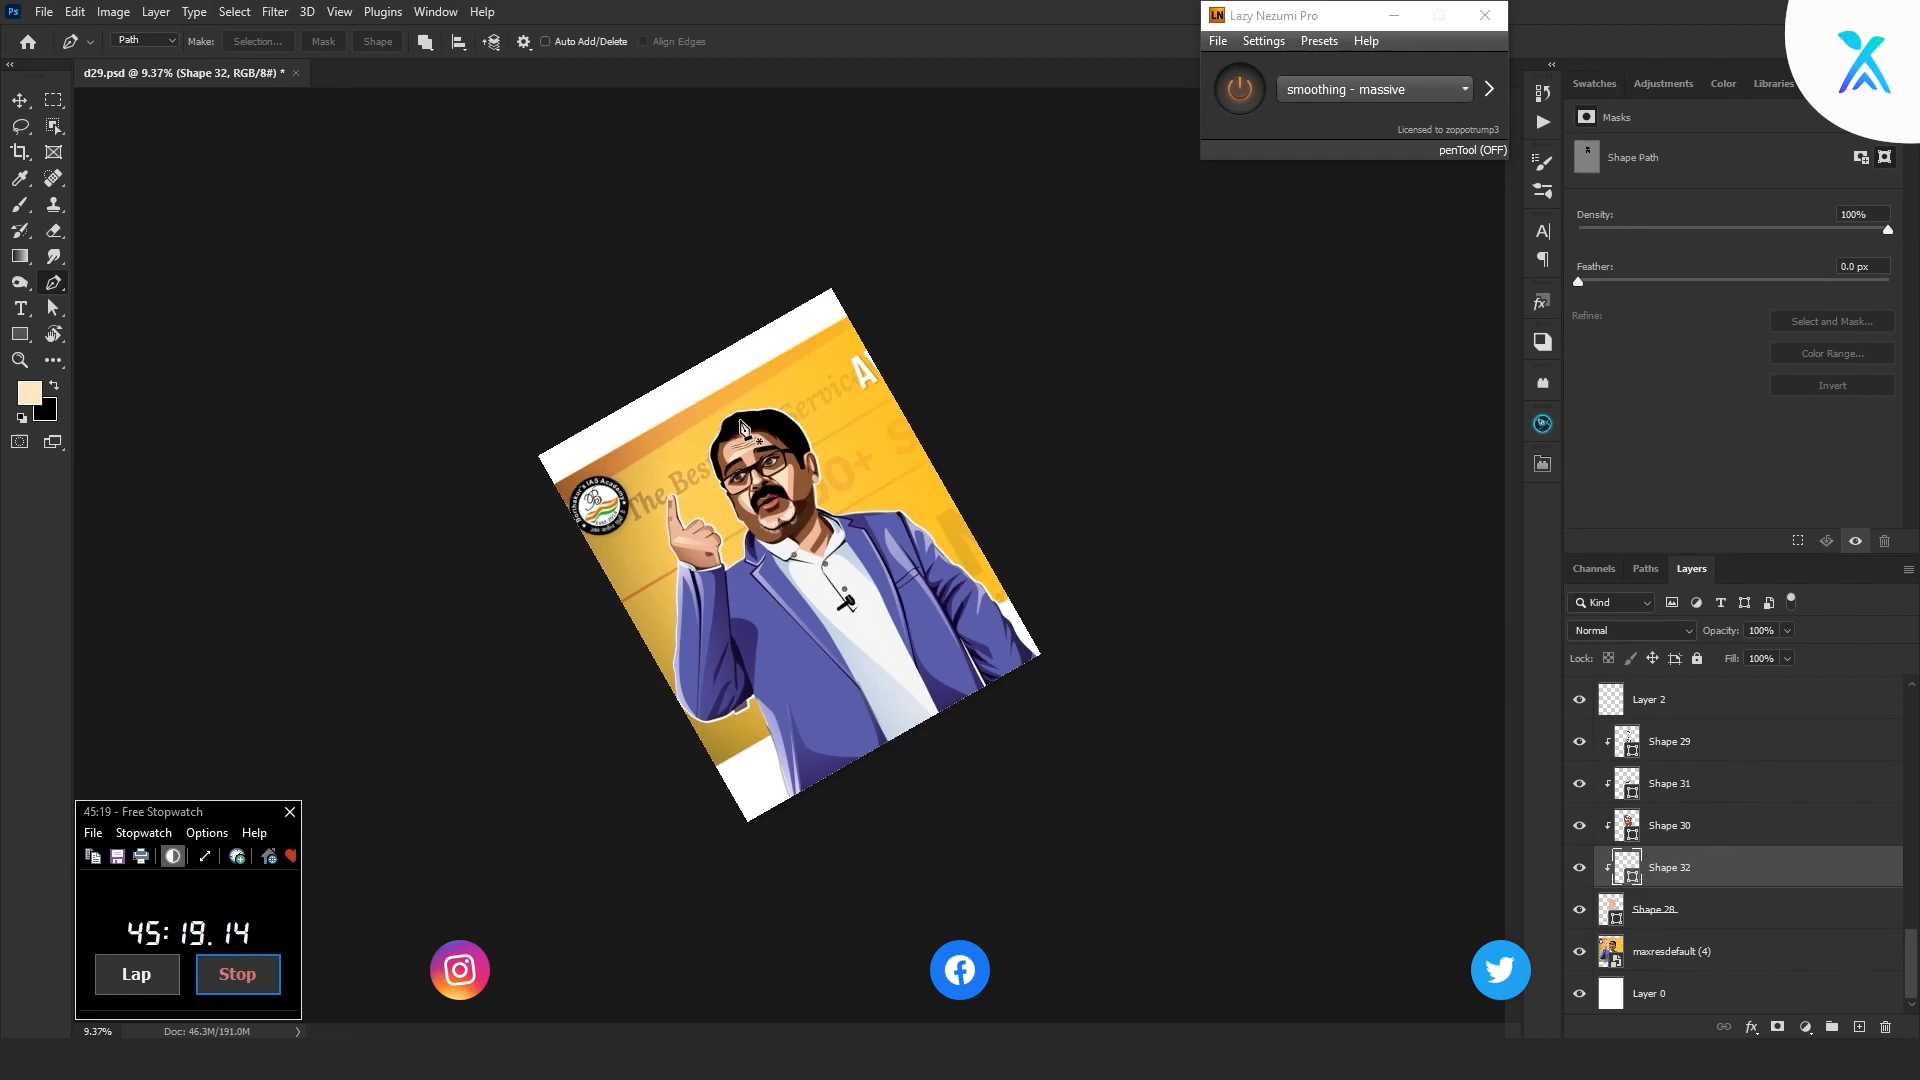 File Edit Image Layer Type Select Filter 3D View Plugins Window Help
Path Make: Selection... Mask Shape Auto Add/Delete Align Edges
d29.psd @ 9.37% (Shape 32, RGB/8#) *
LN Lazy Nezumi Pro
File Settings Presets Help
smoothing - massive
Licensed to zoppotrump3
penTool (OFF)
Swatches Adjustments Color Libraries
Masks
Shape Path
Density: 100%
Feather: 0.0 px
Refine: Select and Mask...
Color Range...
Invert
The Best Service
Borthakur's IAS Academy
Channels Paths Layers
Kind
Normal Opacity: 100%
Lock: Fill: 100%
Layer 2
Shape 29
Shape 31
Shape 30
Shape 32
Shape 28
maxresdefault (4)
Layer 0
45:19 - Free Stopwatch
File Stopwatch Options Help
45:19.14
Lap Stop
9.37% Doc: 46.3M/191.0M